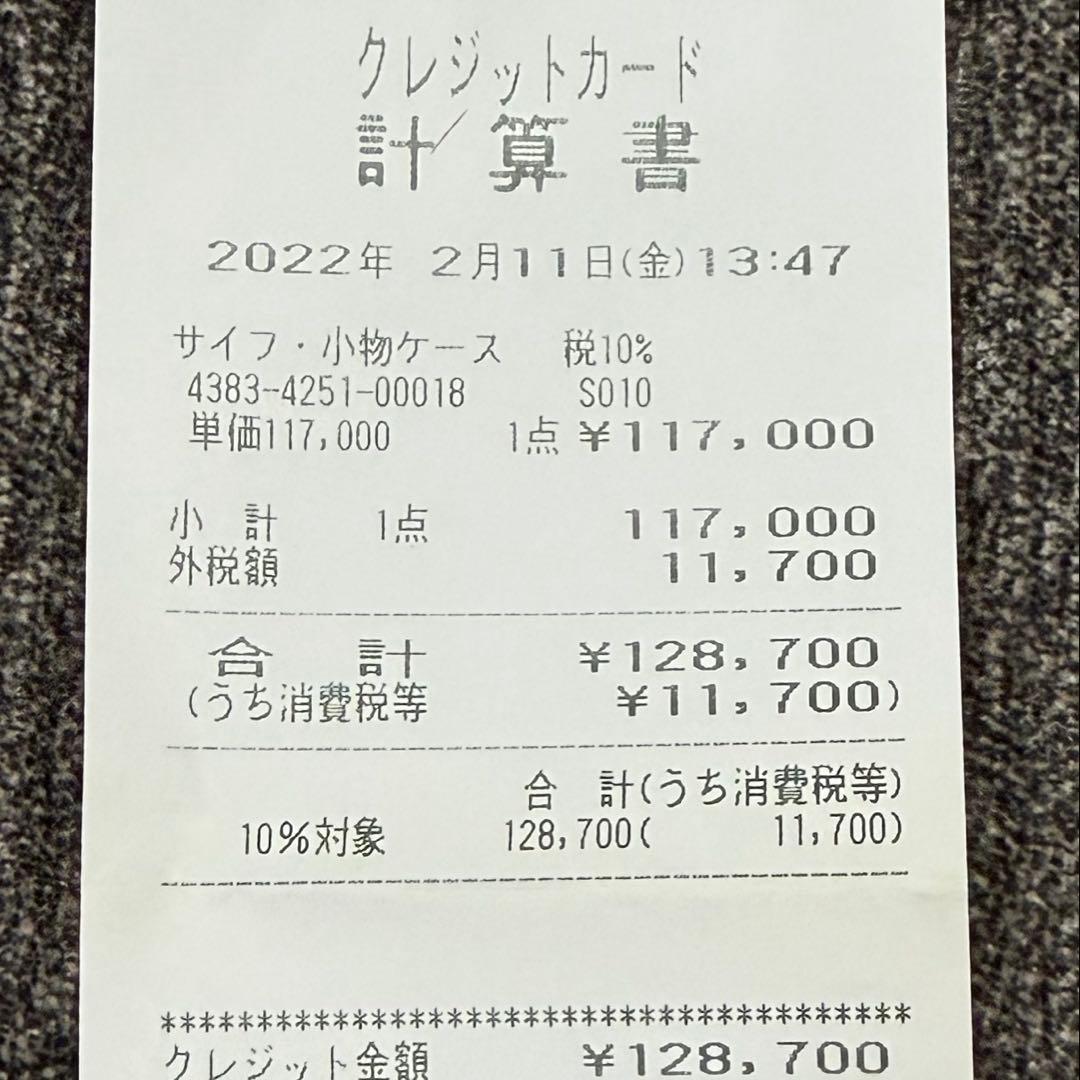 クレジットカード
計算書
2022年 2月11日(金)13:47
サイフ・小物ケース 税10%
4383-4251-00018 S010
単価117,000 1点 ¥117,000
小 計 1点 117,000
外税額 11,700
合 計 ¥128,700
(うち消費税等 ¥11,700)
合 計(うち消費税等)
10%対象 128,700( 11,700)
***************************************
クレジット金額 ¥128,700